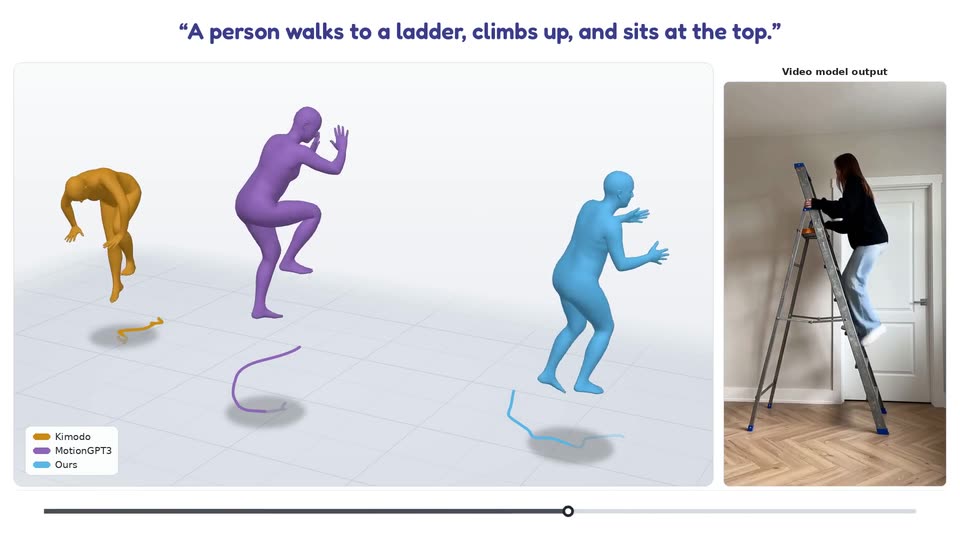 “A person walks to a ladder, climbs up, and sits at the top.”
Video model output
Kimodo
MotionGPT3
Ours